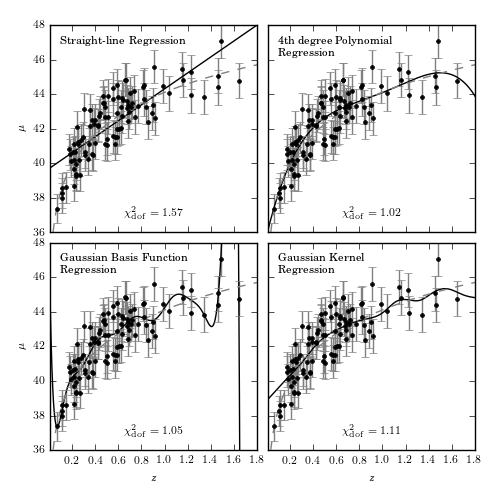 48
46
44
42
40
38
36
μ
Straight-line Regression
χ²dof = 1.57
4th degree Polynomial
Regression
χ²dof = 1.02
48
46
44
42
40
38
36
μ
Gaussian Basis Function
Regression
χ²dof = 1.05
Gaussian Kernel
Regression
χ²dof = 1.11
0.2 0.4 0.6 0.8 1.0 1.2 1.4 1.6 1.8
z
0.2 0.4 0.6 0.8 1.0 1.2 1.4 1.6 1.8
z